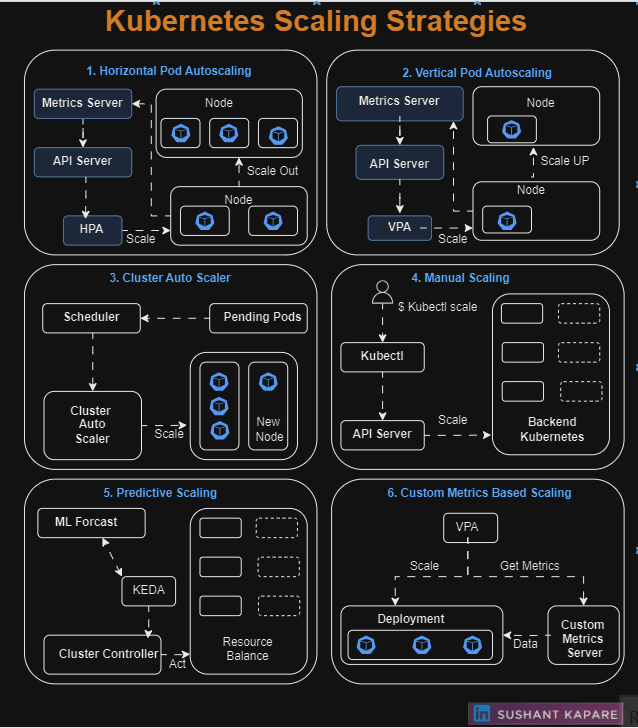 Kubernetes Scaling Strategies
1. Horizontal Pod Autoscaling
Metrics Server
API Server
HPA
Scale
Node
Scale Out
Node
2. Vertical Pod Autoscaling
Metrics Server
API Server
VPA
Scale
Node
Scale UP
Node
3. Cluster Auto Scaler
Scheduler
Pending Pods
Cluster
Auto
Scaler
Scale
New
Node
4. Manual Scaling
$ Kubectl scale
Kubectl
API Server
Scale
Backend
Kubernetes
5. Predictive Scaling
ML Forcast
KEDA
Cluster Controller
Act
Resource
Balance
6. Custom Metrics Based Scaling
VPA
Scale
Get Metrics
Deployment
Data
Custom
Metrics
Server
in SUSHANT KAPARE